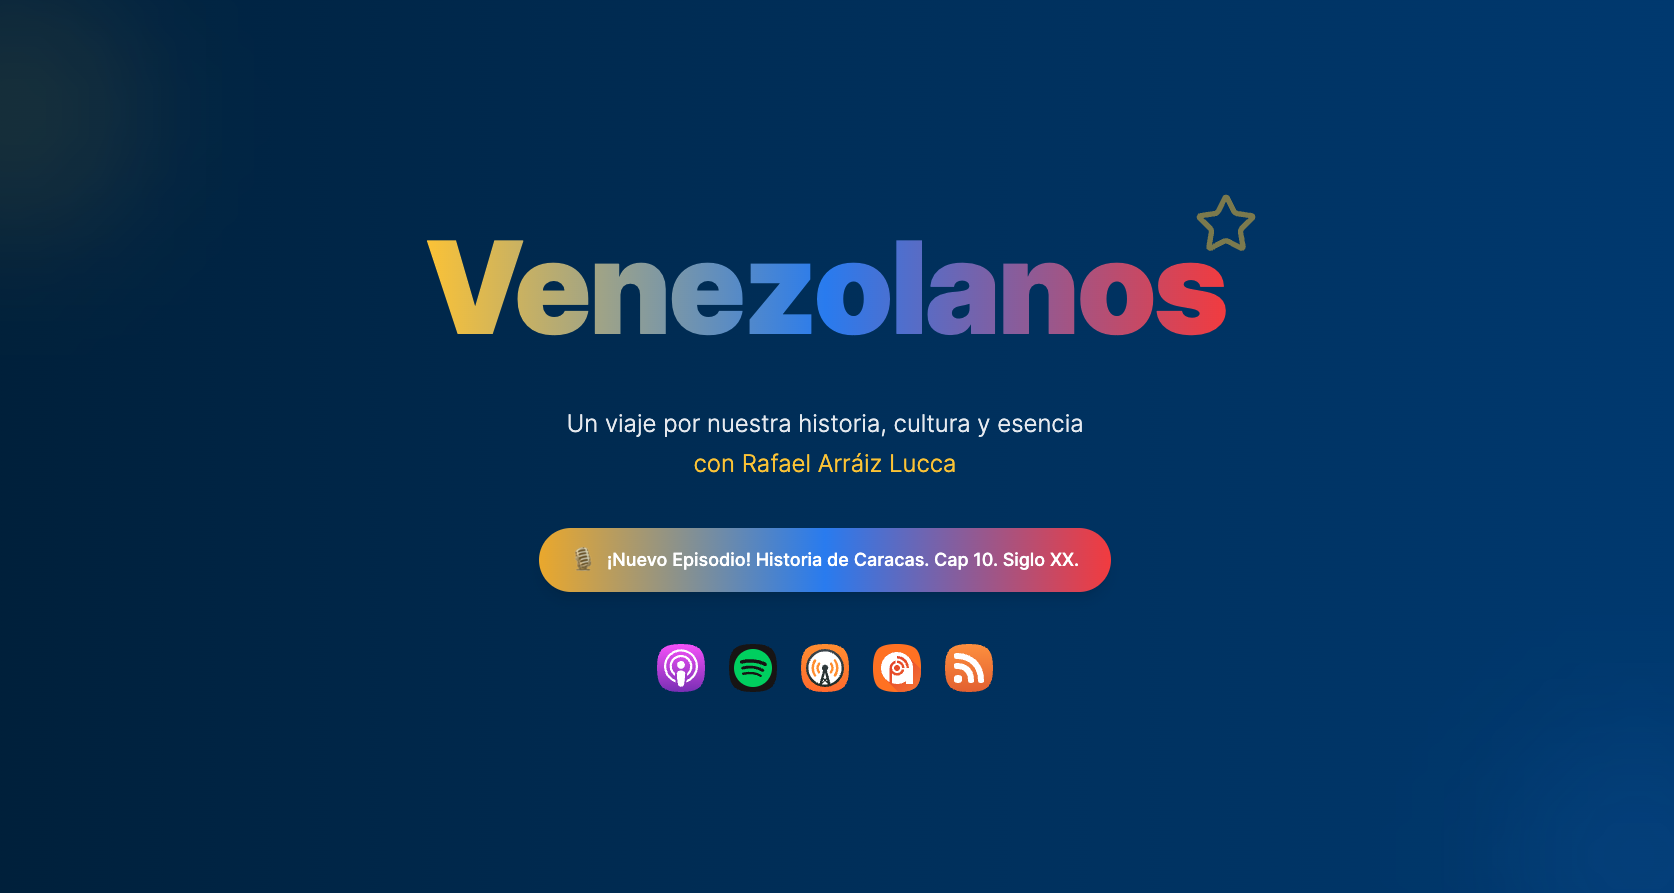 Venezolanos
Un viaje por nuestra historia, cultura y esencia
con Rafael Arráiz Lucca
¡Nuevo Episodio! Historia de Caracas. Cap 10. Siglo XX.